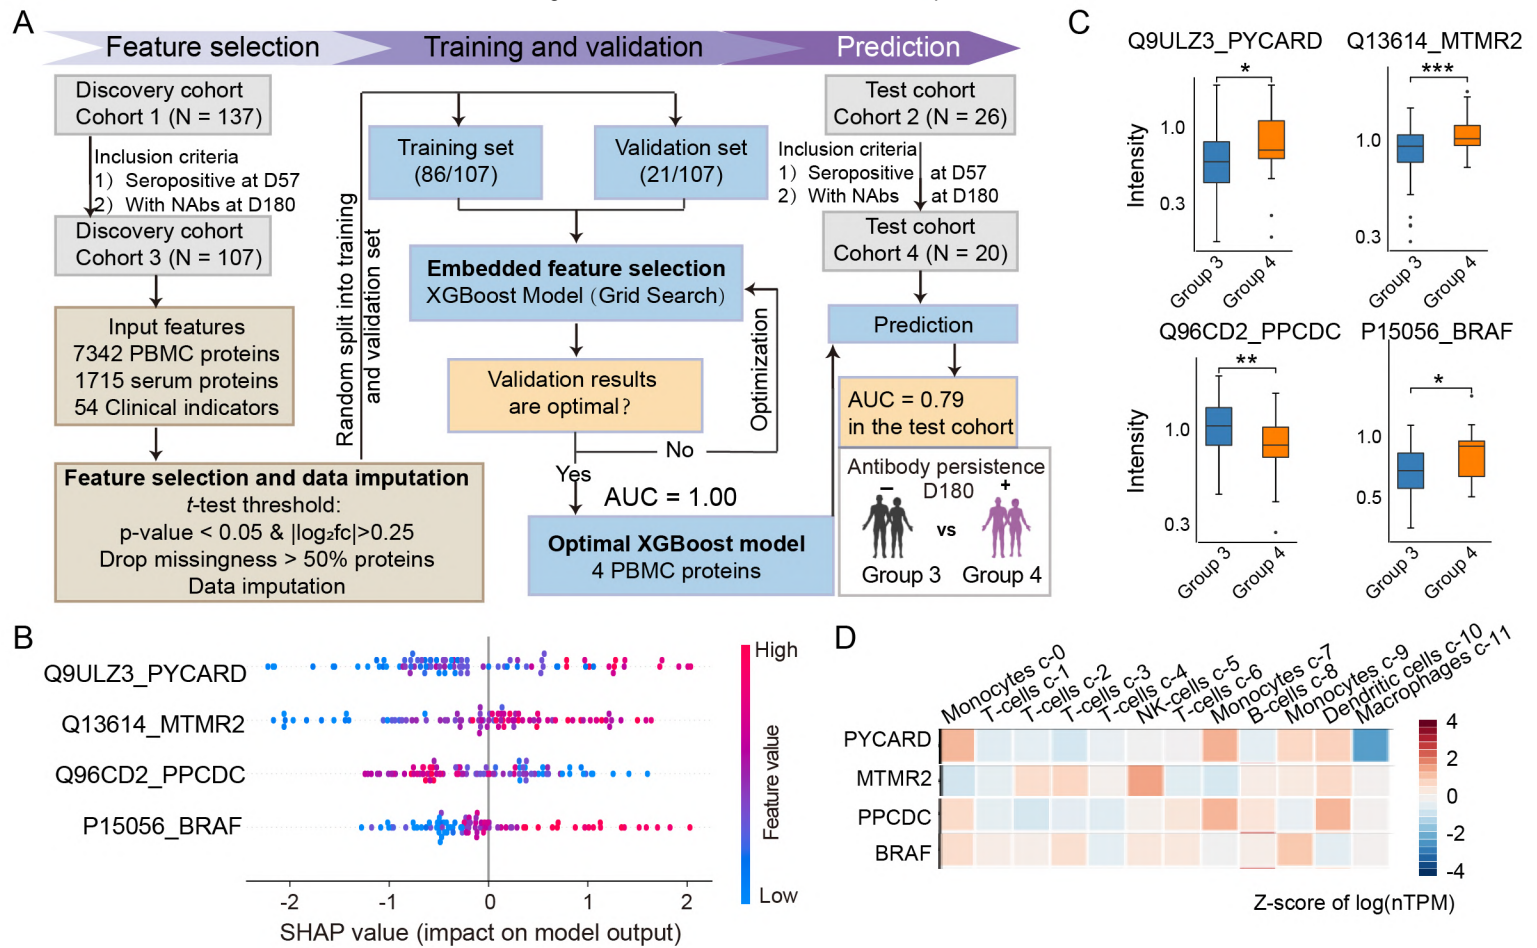 A
Feature selection
Training and validation
Prediction
Discovery cohort
Cohort 1 (N = 137)
Inclusion criteria
1) Seropositive at D57
2) With NAbs at D180
Discovery cohort
Cohort 3 (N = 107)
Input features
7342 PBMC proteins
1715 serum proteins
54 Clinical indicators
Feature selection and data imputation
t-test threshold:
p-value < 0.05 & |log₂fc|>0.25
Drop missingness > 50% proteins
Data imputation
Random split into training
and validation set
Training set
(86/107)
Validation set
(21/107)
Embedded feature selection
XGBoost Model (Grid Search)
Validation results
are optimal?
Optimization
No
Yes
AUC = 1.00
Optimal XGBoost model
4 PBMC proteins
Test cohort
Cohort 2 (N = 26)
Inclusion criteria
1) Seropositive at D57
2) With NAbs at D180
Test cohort
Cohort 4 (N = 20)
Prediction
AUC = 0.79
in the test cohort
Antibody persistence
− D180 +
vs
Group 3 Group 4
B
Q9ULZ3_PYCARD
Q13614_MTMR2
Q96CD2_PPCDC
P15056_BRAF
-2 -1 0 1 2
SHAP value (impact on model output)
High
Feature value
Low
C
Q9ULZ3_PYCARD
*
Intensity
1.0
0.3
Group 3
Group 4
Q13614_MTMR2
***
1.0
0.3
Group 3
Group 4
Q96CD2_PPCDC
**
Intensity
1.0
0.3
Group 3
Group 4
P15056_BRAF
*
1.0
0.5
Group 3
Group 4
D
Monocytes c-0
T-cells c-1
T-cells c-2
T-cells c-3
T-cells c-4
NK-cells c-5
T-cells c-6
Monocytes c-7
B-cells c-8
Monocytes c-9
Dendritic cells c-10
Macrophages c-11
PYCARD
MTMR2
PPCDC
BRAF
4
2
0
-2
-4
Z-score of log(nTPM)